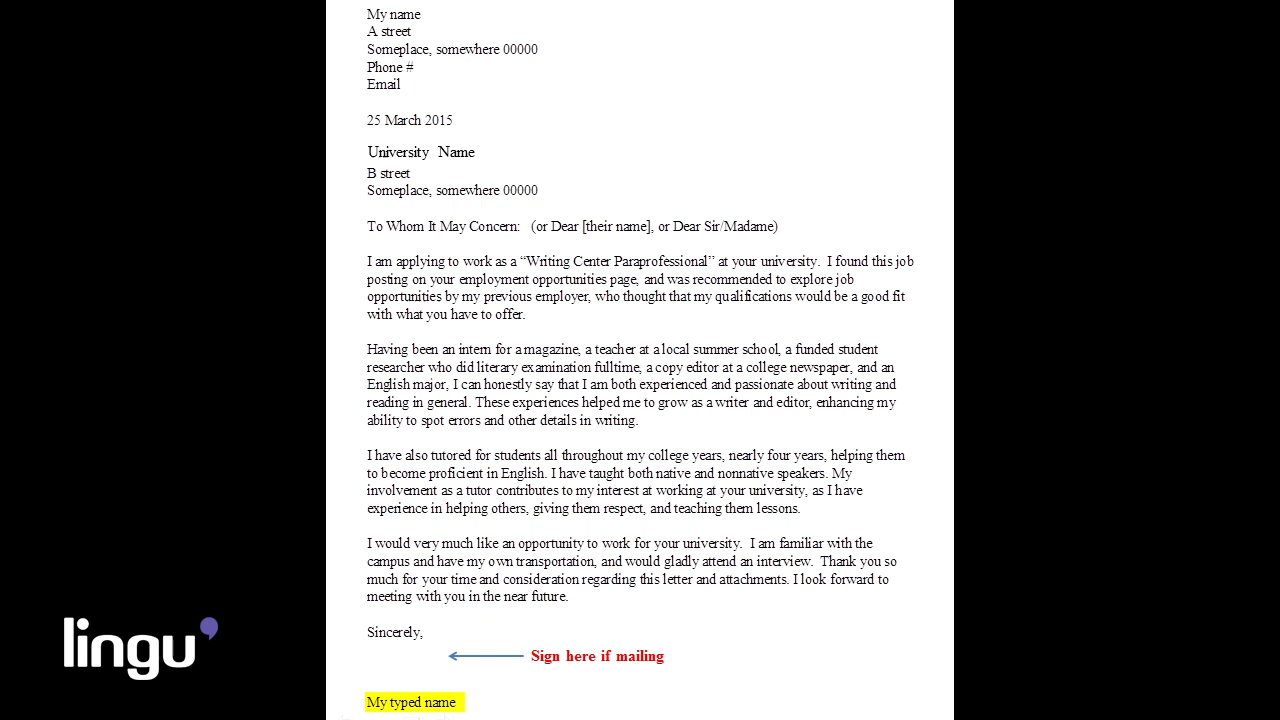 My name
A street
Someplace, somewhere 00000
Phone #
Email
25 March 2015
University Name
B street
Someplace, somewhere 00000
To Whom It May Concern: (or Dear [their name], or Dear Sir/Madame)
I am applying to work as a “Writing Center Paraprofessional” at your university. I found this job
posting on your employment opportunities page, and was recommended to explore job
opportunities by my previous employer, who thought that my qualifications would be a good fit
with what you have to offer.
Having been an intern for a magazine, a teacher at a local summer school, a funded student
researcher who did literary examination fulltime, a copy editor at a college newspaper, and an
English major, I can honestly say that I am both experienced and passionate about writing and
reading in general. These experiences helped me to grow as a writer and editor, enhancing my
ability to spot errors and other details in writing.
I have also tutored for students all throughout my college years, nearly four years, helping them
to become proficient in English. I have taught both native and nonnative speakers. My
involvement as a tutor contributes to my interest at working at your university, as I have
experience in helping others, giving them respect, and teaching them lessons.
I would very much like an opportunity to work for your university. I am familiar with the
campus and have my own transportation, and would gladly attend an interview. Thank you so
much for your time and consideration regarding this letter and attachments. I look forward to
meeting with you in the near future.
Sincerely,
Sign here if mailing
My typed name
lingu